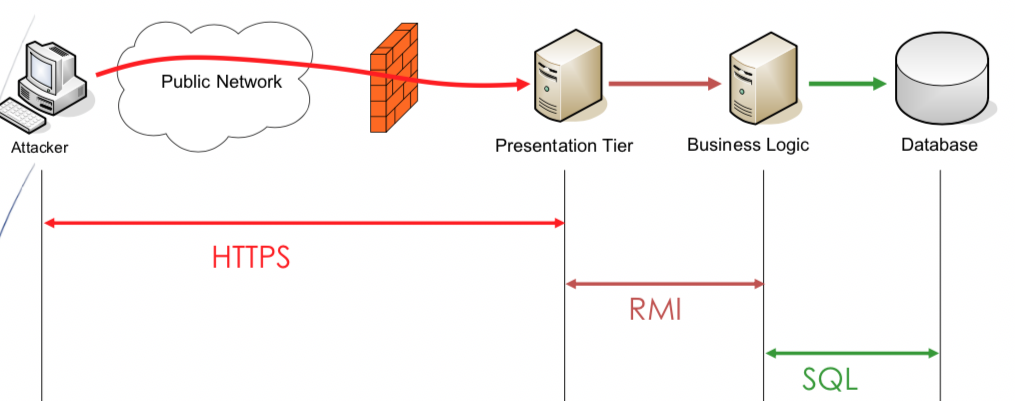 Public Network
Attacker
Presentation Tier
Business Logic
Database
HTTPS
RMI
SQL